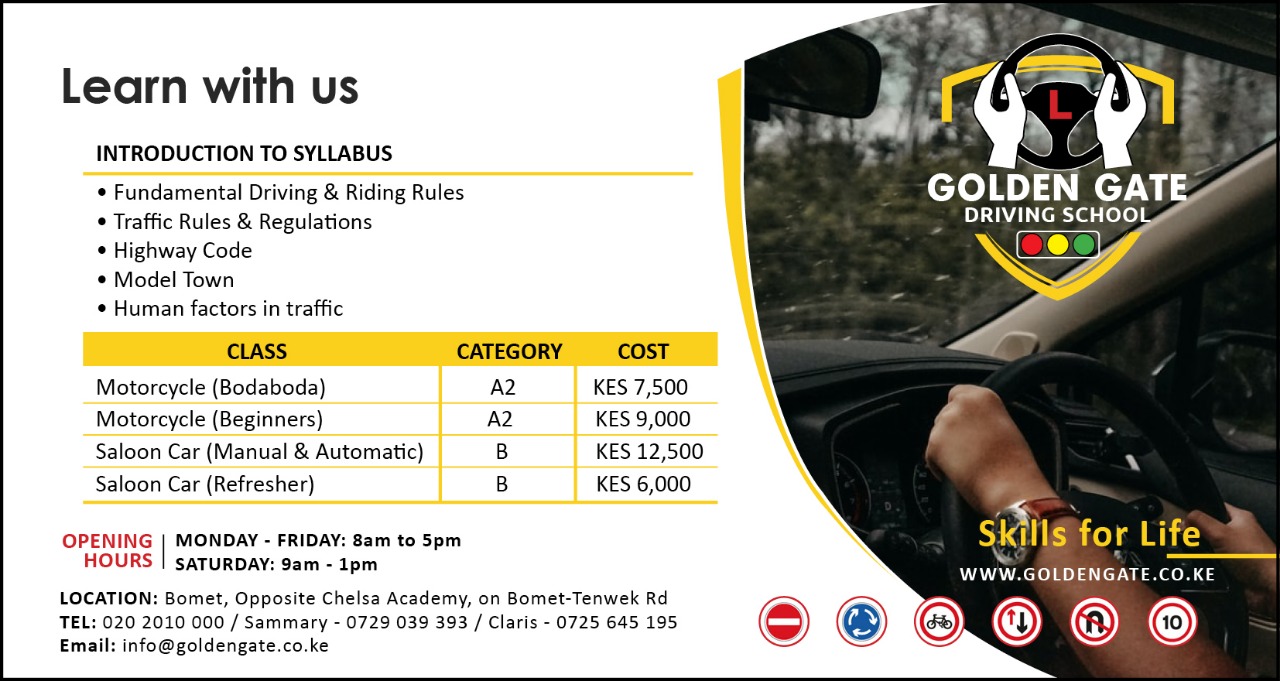 Learn with us
INTRODUCTION TO SYLLABUS
• Fundamental Driving & Riding Rules
• Traffic Rules & Regulations
• Highway Code
• Model Town
• Human factors in traffic
CLASS CATEGORY COST
Motorcycle (Bodaboda) A2 KES 7,500
Motorcycle (Beginners) A2 KES 9,000
Saloon Car (Manual & Automatic) B KES 12,500
Saloon Car (Refresher) B KES 6,000
OPENING HOURS
MONDAY - FRIDAY: 8am to 5pm
SATURDAY: 9am - 1pm
LOCATION: Bomet, Opposite Chelsa Academy, on Bomet-Tenwek Rd
TEL: 020 2010 000 / Sammary - 0729 039 393 / Claris - 0725 645 195
Email: info@goldengate.co.ke
L
GOLDEN GATE
DRIVING SCHOOL
Skills for Life
WWW.GOLDENGATE.CO.KE
10